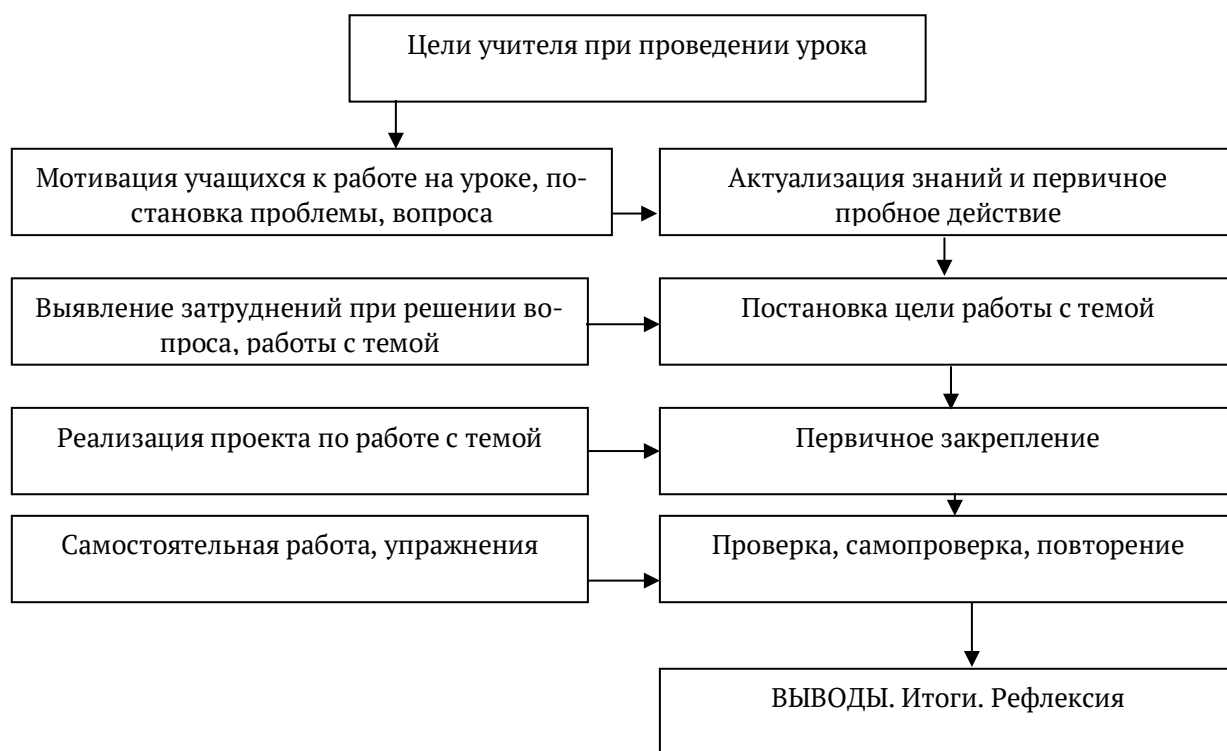 Цели учителя при проведении урока
Мотивация учащихся к работе на уроке, по-
становка проблемы, вопроса
Актуализация знаний и первичное
пробное действие
Выявление затруднений при решении во-
проса, работы с темой
Постановка цели работы с темой
Реализация проекта по работе с темой
Первичное закрепление
Самостоятельная работа, упражнения
Проверка, самопроверка, повторение
ВЫВОДЫ. Итоги. Рефлексия